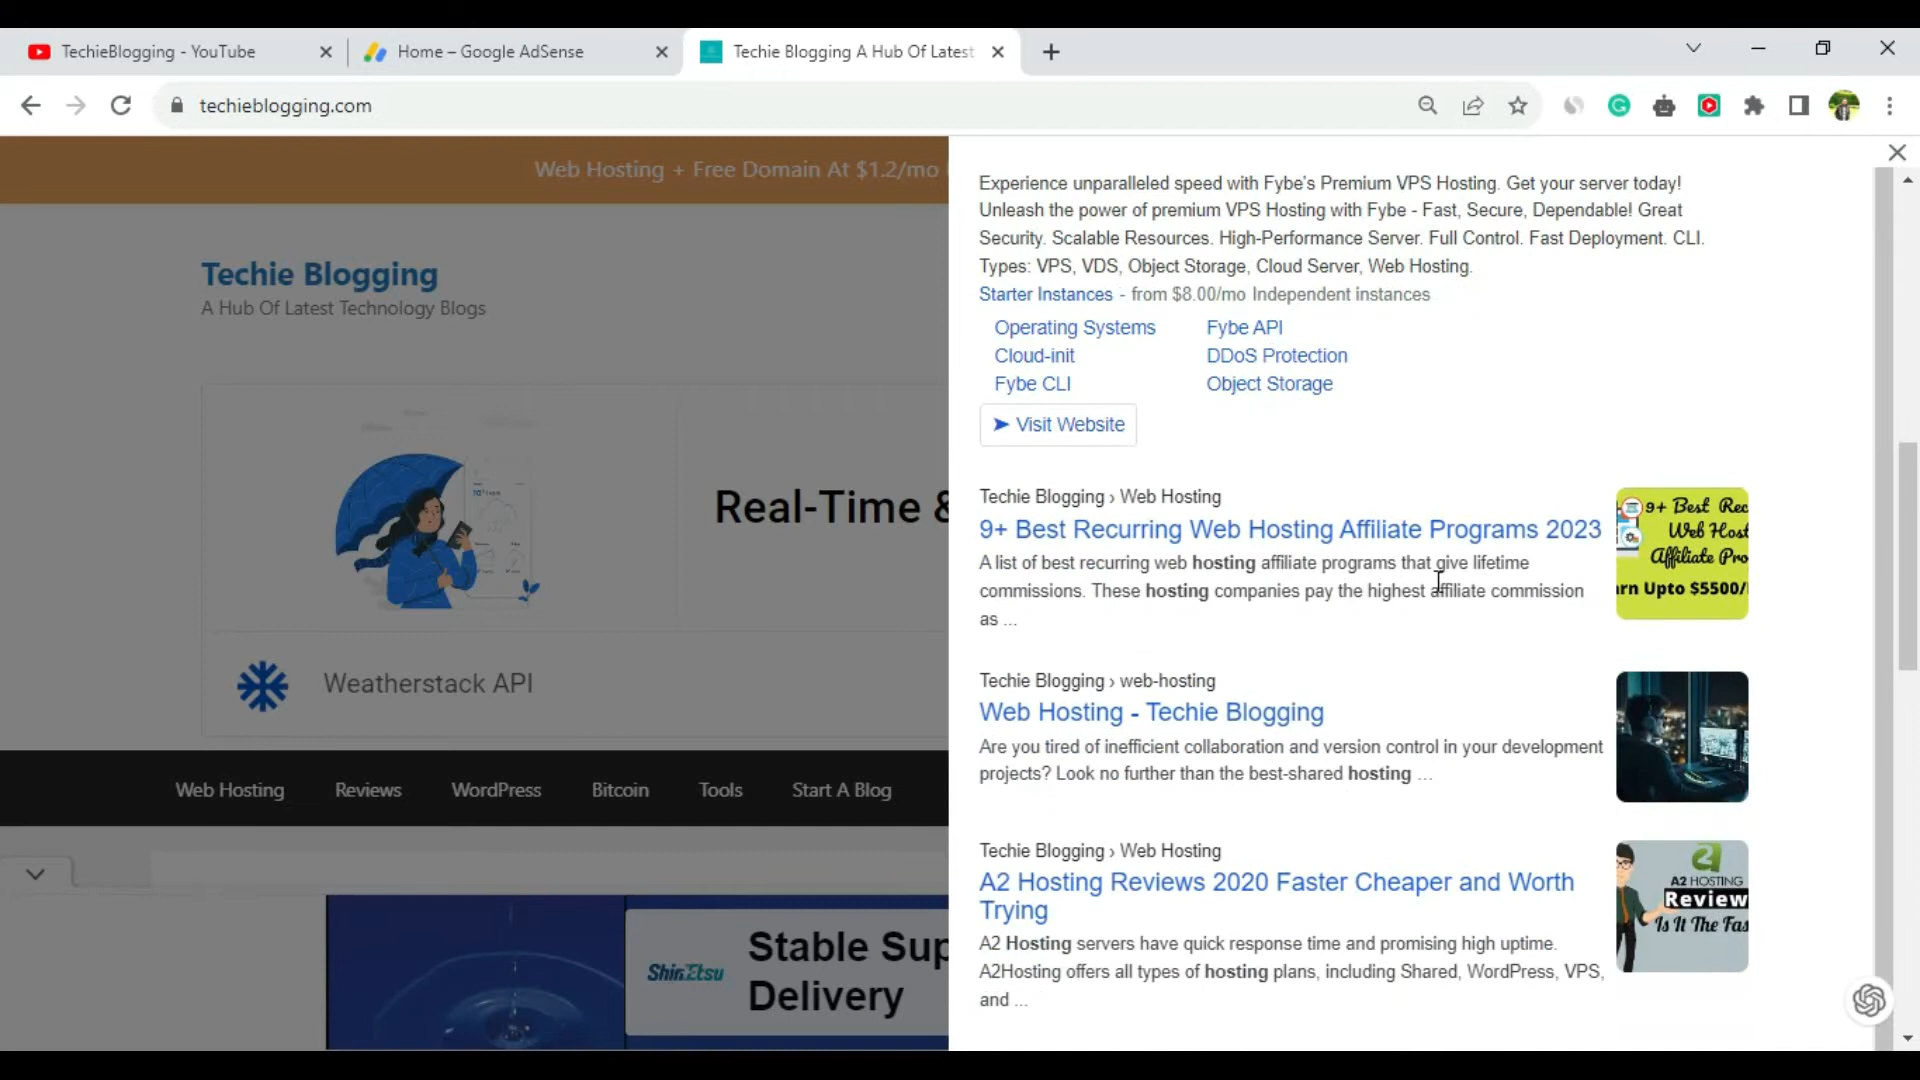 TechieBlogging - YouTube
Home – Google AdSense
Techie Blogging A Hub Of Latest
techieblogging.com
Web Hosting + Free Domain At $1.2/mo
Techie Blogging
A Hub Of Latest Technology Blogs
Real-Time &
Weatherstack API
Web Hosting
Reviews
WordPress
Bitcoin
Tools
Start A Blog
ShinEtsu
Stable Sup
Delivery
Experience unparalleled speed with Fybe's Premium VPS Hosting. Get your server today!
Unleash the power of premium VPS Hosting with Fybe - Fast, Secure, Dependable! Great
Security. Scalable Resources. High-Performance Server. Full Control. Fast Deployment. CLI.
Types: VPS, VDS, Object Storage, Cloud Server, Web Hosting.
Starter Instances - from $8.00/mo Independent instances
Operating Systems
Fybe API
Cloud-init
DDoS Protection
Fybe CLI
Object Storage
Visit Website
Techie Blogging › Web Hosting
9+ Best Recurring Web Hosting Affiliate Programs 2023
A list of best recurring web hosting affiliate programs that give lifetime
commissions. These hosting companies pay the highest affiliate commission
as ...
9+ Best Rec
Web Host
Affiliate Pro
rn Upto $5500/
Techie Blogging › web-hosting
Web Hosting - Techie Blogging
Are you tired of inefficient collaboration and version control in your development
projects? Look no further than the best-shared hosting ...
Techie Blogging › Web Hosting
A2 Hosting Reviews 2020 Faster Cheaper and Worth
Trying
A2 Hosting servers have quick response time and promising high uptime.
A2Hosting offers all types of hosting plans, including Shared, WordPress, VPS,
and ...
A2 HOSTING
Review
Is It The Fas